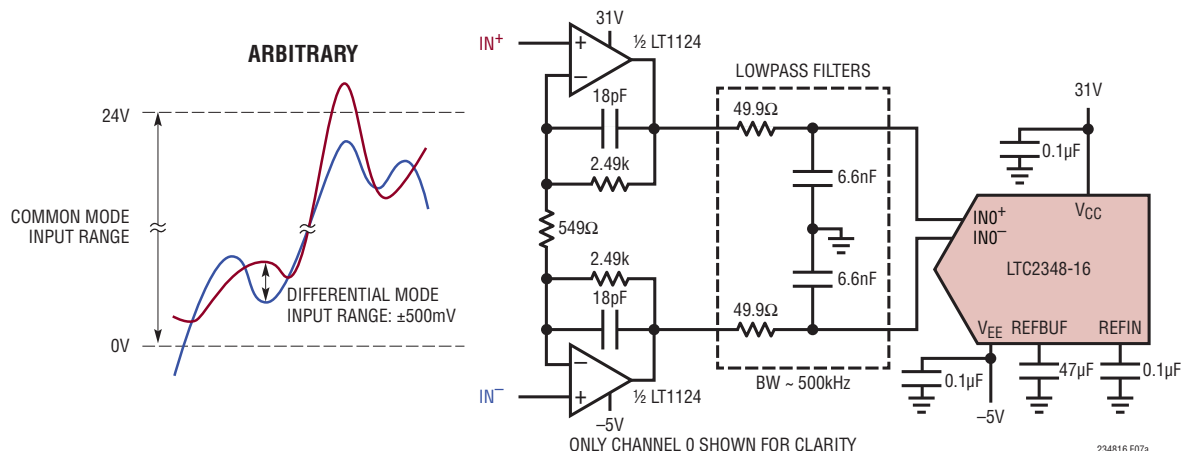 ARBITRARY
24V
COMMON MODE
INPUT RANGE
0V
DIFFERENTIAL MODE
INPUT RANGE: ±500mV
IN+
31V
½ LT1124
+
–
18pF
2.49k
549Ω
2.49k
18pF
–
+
IN–
½ LT1124
–5V
LOWPASS FILTERS
49.9Ω
6.6nF
6.6nF
49.9Ω
BW ~ 500kHz
31V
0.1µF
VCC
IN0+
IN0–
LTC2348-16
VEE
REFBUF
REFIN
0.1µF
47µF
0.1µF
–5V
ONLY CHANNEL 0 SHOWN FOR CLARITY
234816 F07a